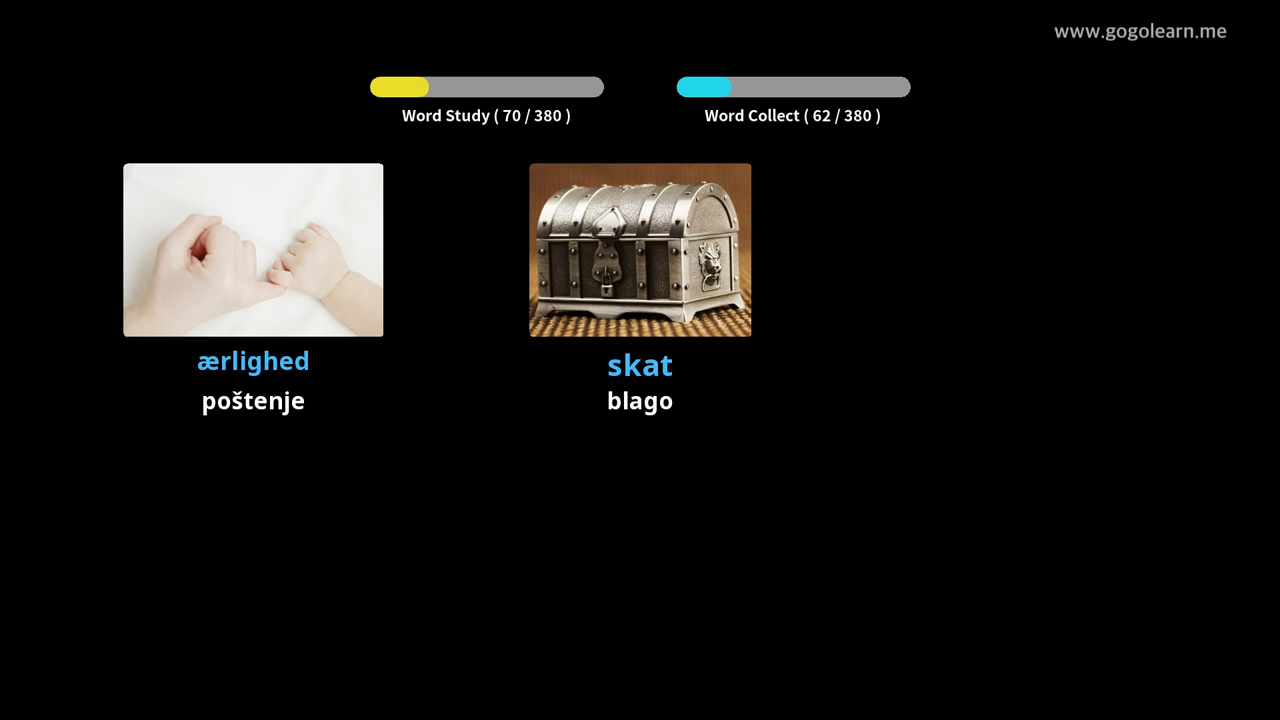 www.gogolearn.me
Word Study ( 70 / 380 )
Word Collect ( 62 / 380 )
ærlighed
poštenje
skat
blago